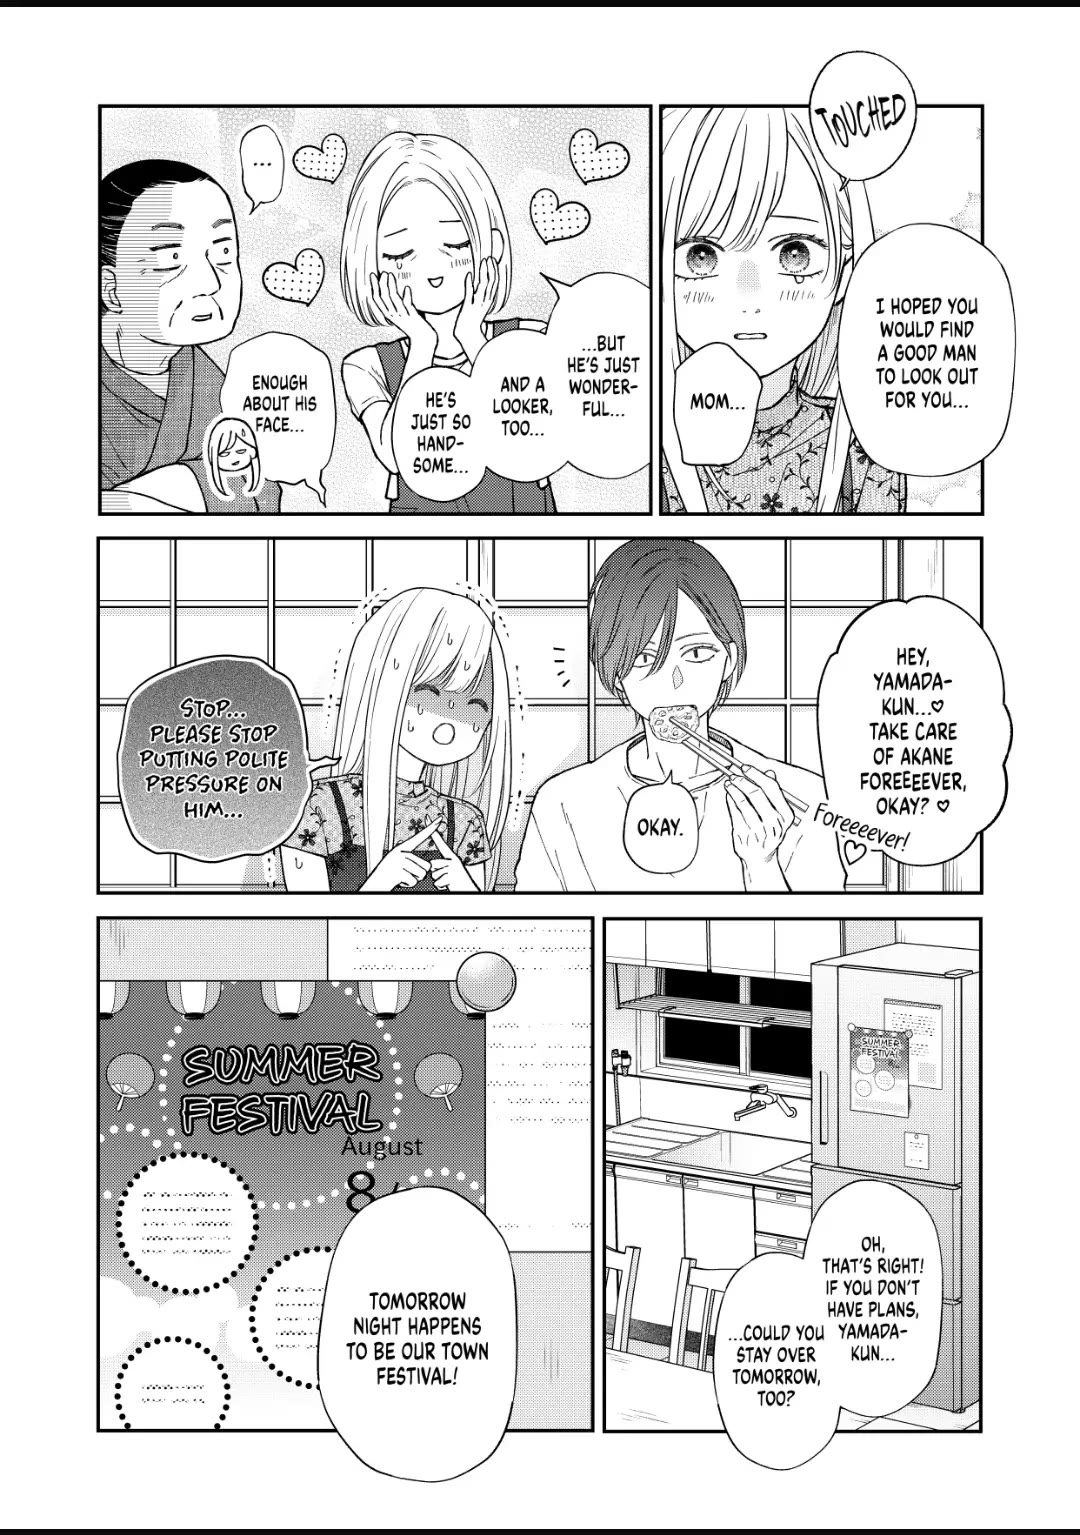 TOUCHED
I HOPED YOU
WOULD FIND
A GOOD MAN
TO LOOK OUT
FOR YOU...
MOM...
...BUT
HE'S JUST
WONDER-
FUL...
AND A
LOOKER,
TOO...
HE'S
JUST SO
HAND-
SOME...
...
ENOUGH
ABOUT HIS
FACE...
HEY,
YAMADA-
KUN...♡
TAKE CARE
OF AKANE
FOREEEEVER,
OKAY? ♡
Foreeeeever!
♡
OKAY.
STOP...
PLEASE STOP
PUTTING POLITE
PRESSURE ON
HIM...
SUMMER
FESTIVAL
OH,
THAT'S RIGHT!
IF YOU DON'T
HAVE PLANS,
YAMADA-
KUN...
...COULD YOU
STAY OVER
TOMORROW,
TOO?
SUMMER
FESTIVAL
August
8/
TOMORROW
NIGHT HAPPENS
TO BE OUR TOWN
FESTIVAL!